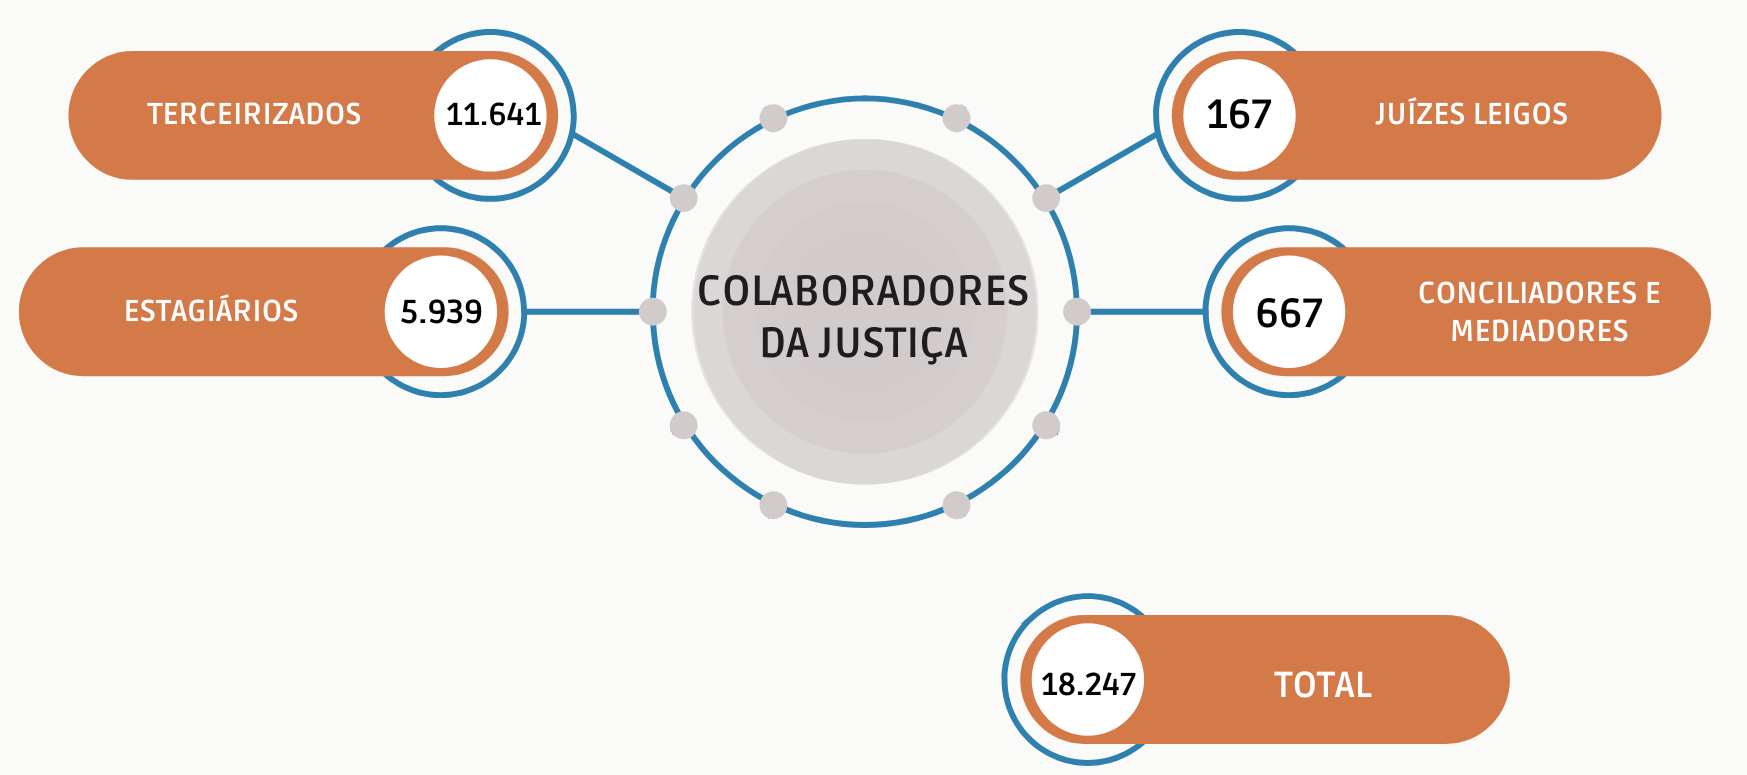 TERCEIRIZADOS
11.641
167
JUÍZES LEIGOS
ESTAGIÁRIOS
5.939
COLABORADORES
DA JUSTIÇA
667
CONCILIADORES E
MEDIADORES
18.247
TOTAL